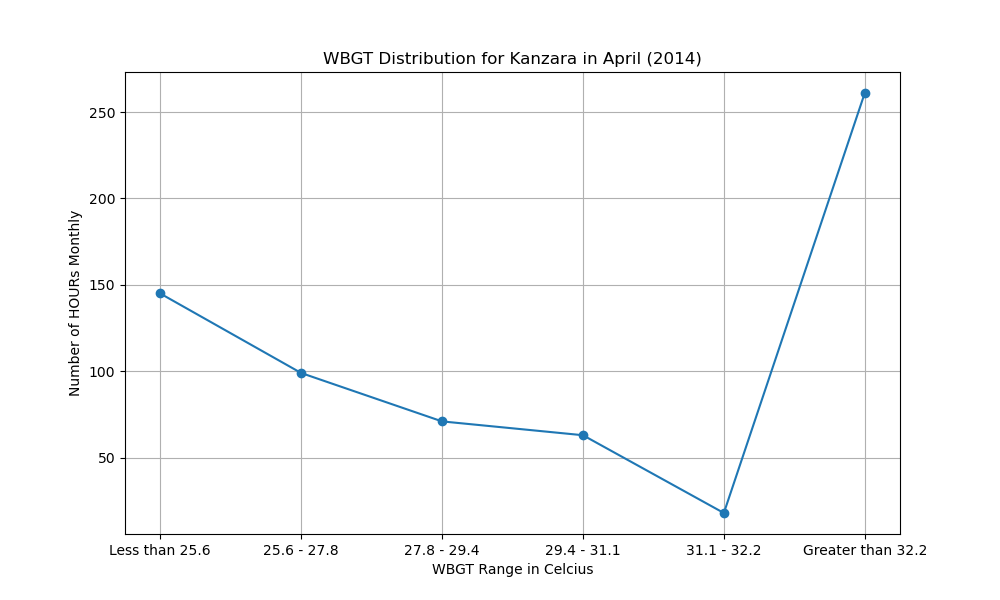 WBGT Distribution for Kanzara in April (2014)
Number of HOURs Monthly
250
200
150
100
50
Less than 25.6
25.6 - 27.8
27.8 - 29.4
29.4 - 31.1
31.1 - 32.2
Greater than 32.2
WBGT Range in Celcius